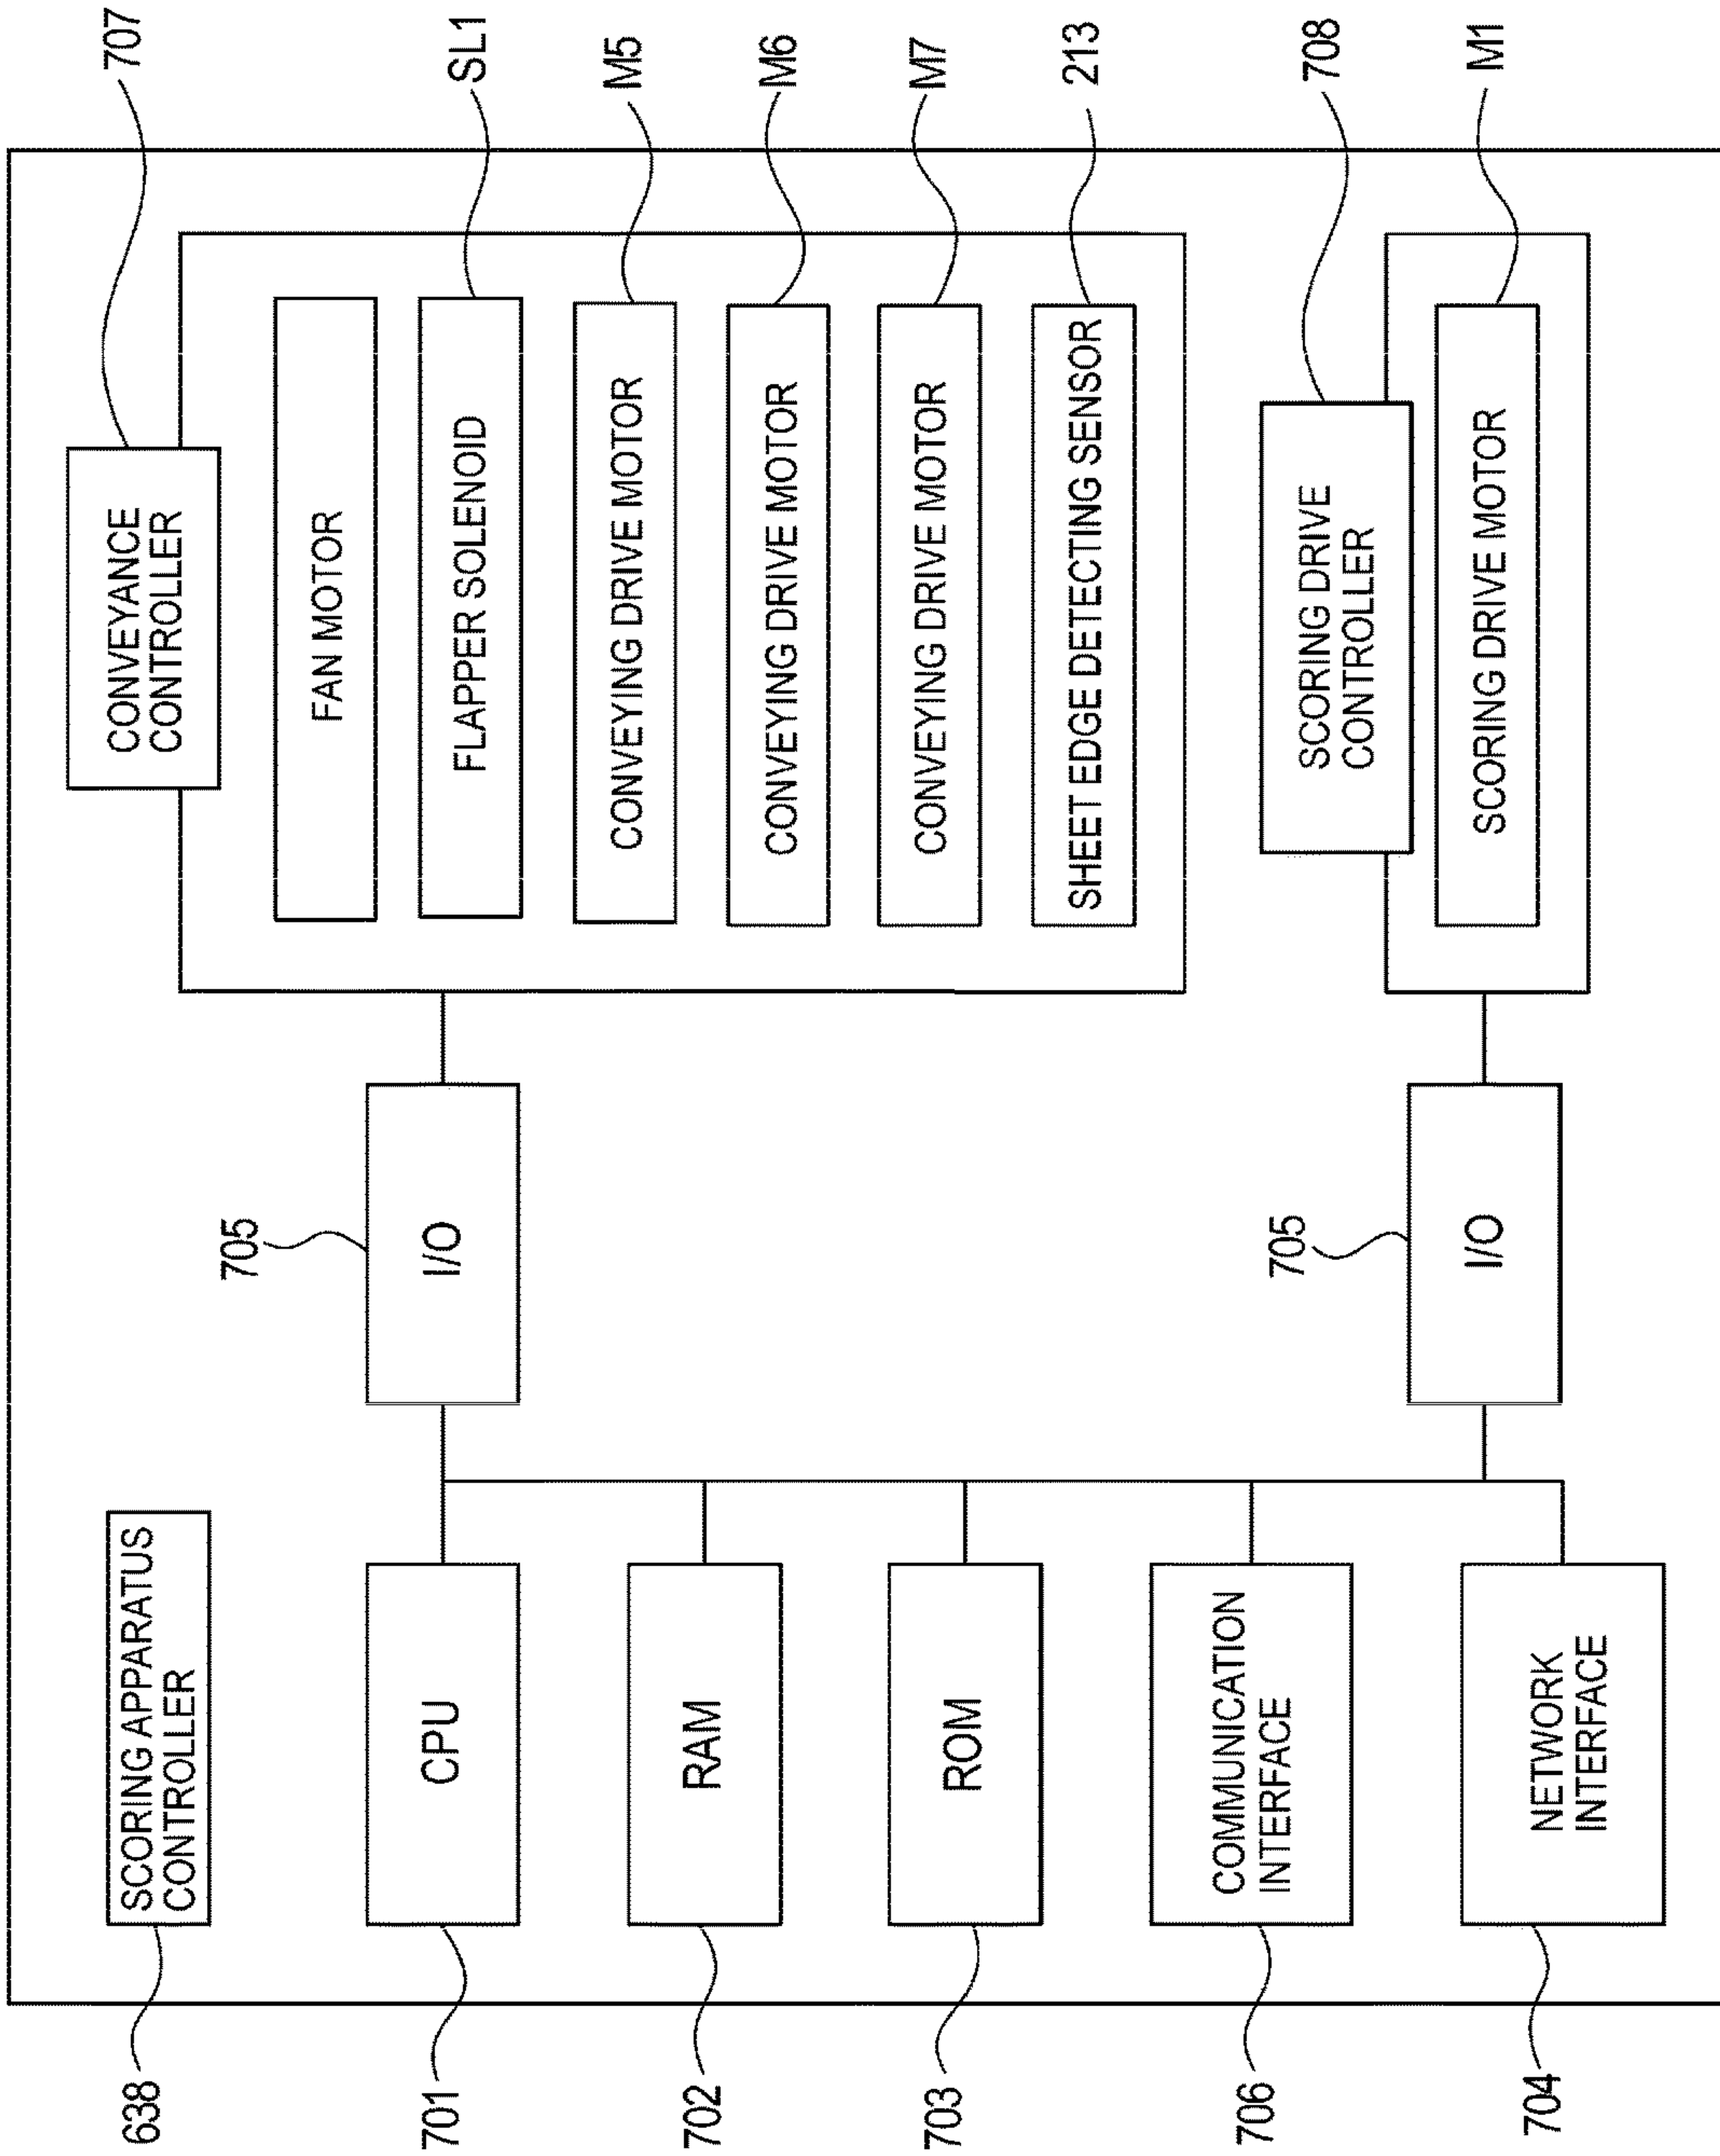 638
SCORING APPARATUS
CONTROLLER
701
CPU
702
RAM
703
ROM
706
COMMUNICATION
INTERFACE
704
NETWORK
INTERFACE
705
I/O
705
I/O
CONVEYANCE
CONTROLLER
707
FAN MOTOR
FLAPPER SOLENOID
SL1
CONVEYING DRIVE MOTOR
M5
CONVEYING DRIVE MOTOR
M6
CONVEYING DRIVE MOTOR
M7
SHEET EDGE DETECTING SENSOR
213
SCORING DRIVE
CONTROLLER
708
SCORING DRIVE MOTOR
M1